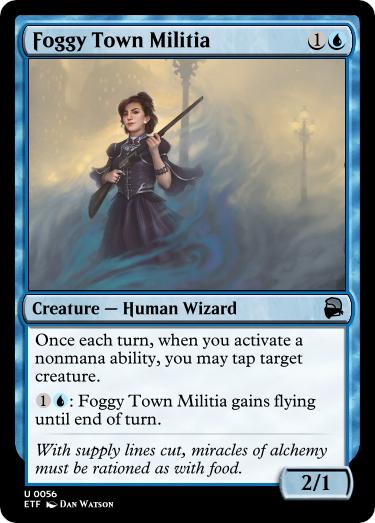 Foggy Town Militia 1
Creature — Human Wizard
Once each turn, when you activate a
nonmana ability, you may tap target
creature.
1 : Foggy Town Militia gains flying
until end of turn.
With supply lines cut, miracles of alchemy
must be rationed as with food.
2/1
U 0056
ETF Dan Watson